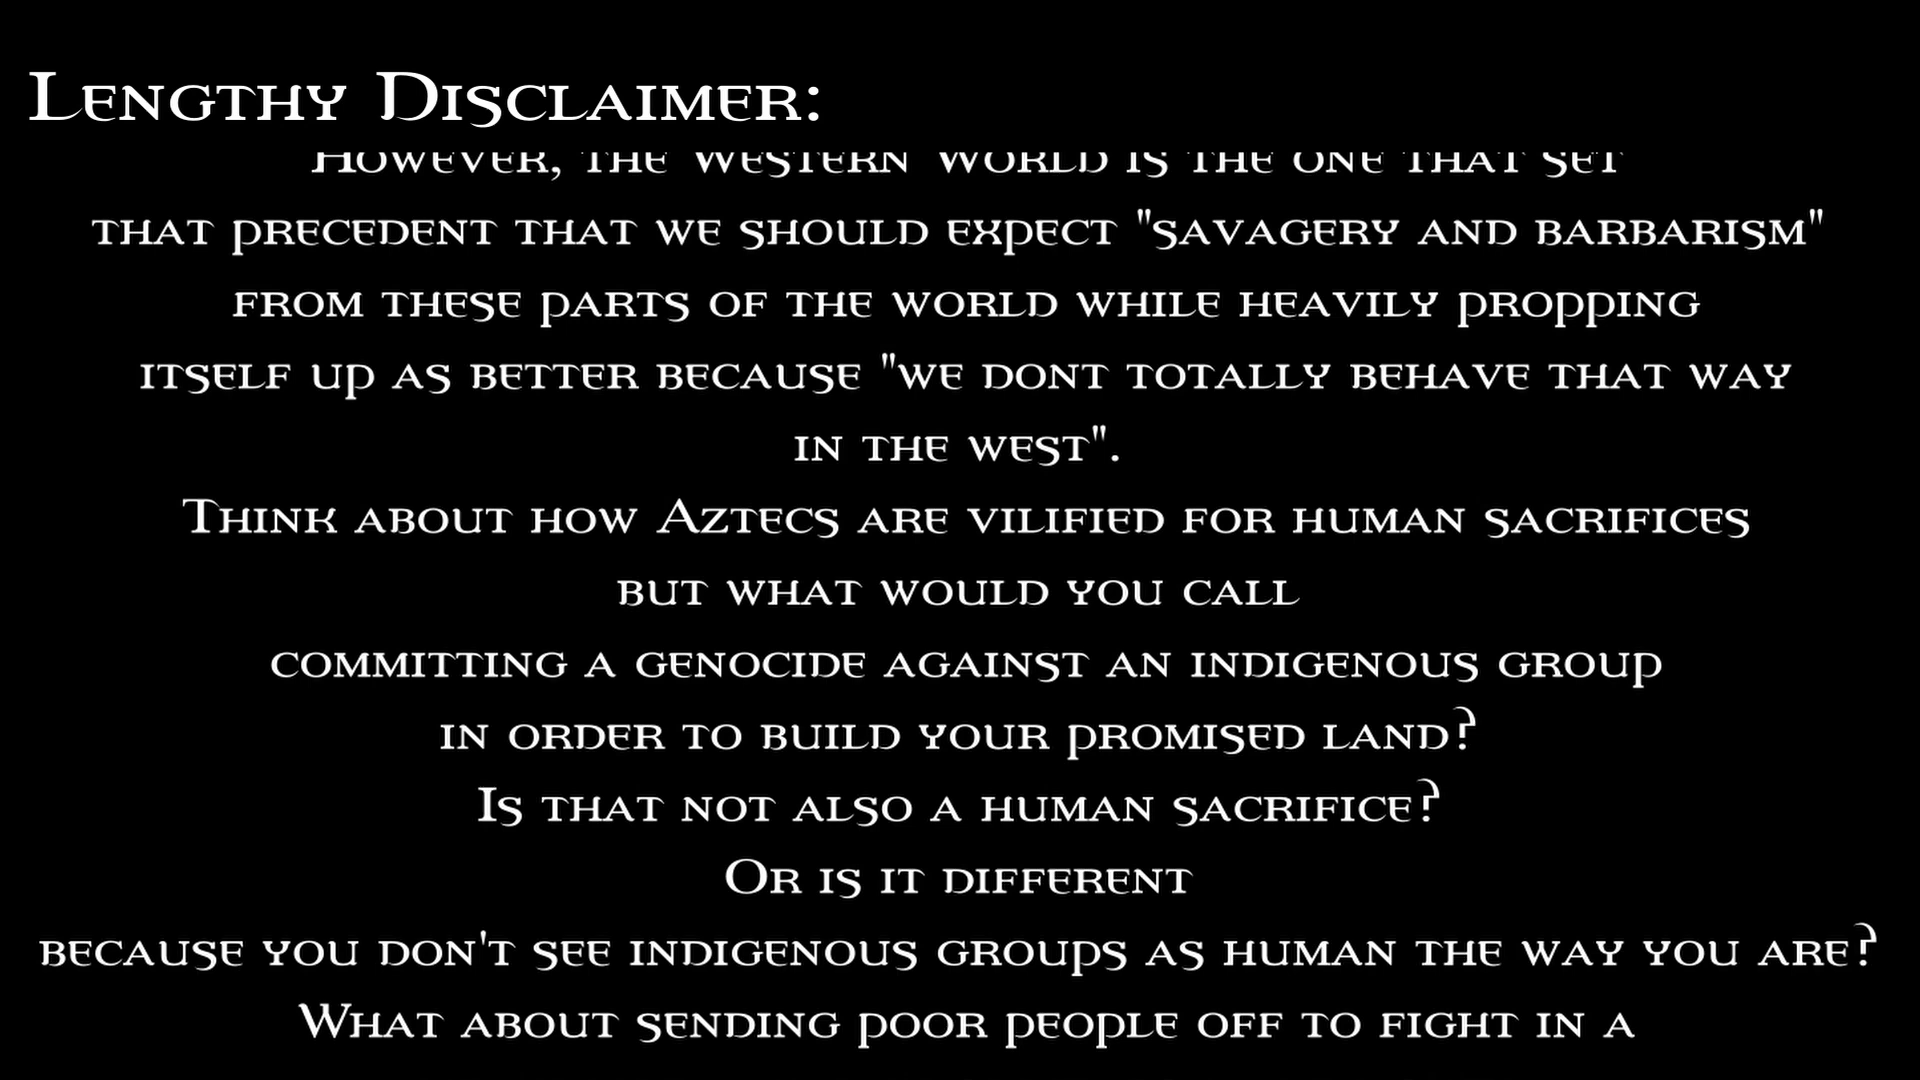 Lengthy Disclaimer:
However, the Western World is the one that set
that precedent that we should expect "savagery and barbarism"
from these parts of the world while heavily propping
itself up as better because "we dont totally behave that way
in the west".
Think about how Aztecs are vilified for human sacrifices
but what would you call
committing a genocide against an indigenous group
in order to build your promised land?
Is that not also a human sacrifice?
Or is it different
because you don't see indigenous groups as human the way you are?
What about sending poor people off to fight in a